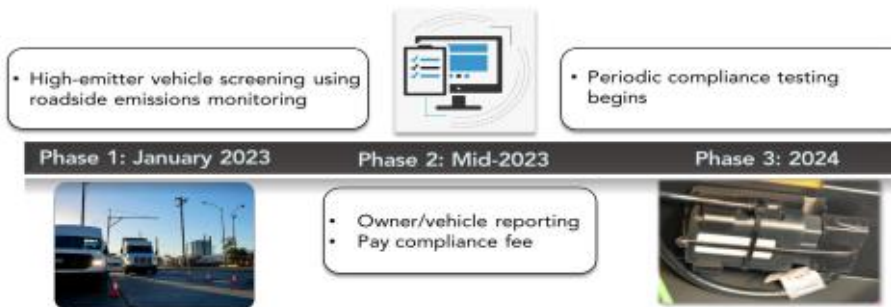 • High-emitter vehicle screening using
roadside emissions monitoring
• Periodic compliance testing
begins
Phase 1: January 2023
Phase 2: Mid-2023
Phase 3: 2024
• Owner/vehicle reporting
• Pay compliance fee